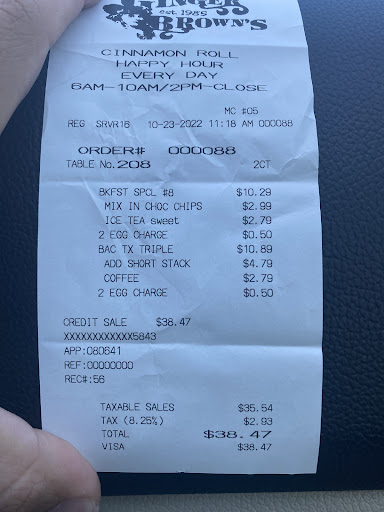 GINGER
est. 1985
BROWN'S
CINNAMON ROLL
HAPPY HOUR
EVERY DAY
6AM-10AM/2PM-CLOSE
MC #05
REG SRVR16 10-23-2022 11:18 AM 000088
ORDER# 000088
TABLE No. 208 2CT
BKFST SPCL #8 $10.29
MIX IN CHOC CHIPS $2.99
ICE TEA sweet $2.79
2 EGG CHARGE $0.50
BAC TX TRIPLE $10.89
ADD SHORT STACK $4.79
COFFEE $2.79
2 EGG CHARGE $0.50
CREDIT SALE $38.47
XXXXXXXXXXXX5843
APP:080641
REF:00000000
REC#:56
TAXABLE SALES $35.54
TAX (8.25%) $2.93
TOTAL $38.47
VISA $38.47